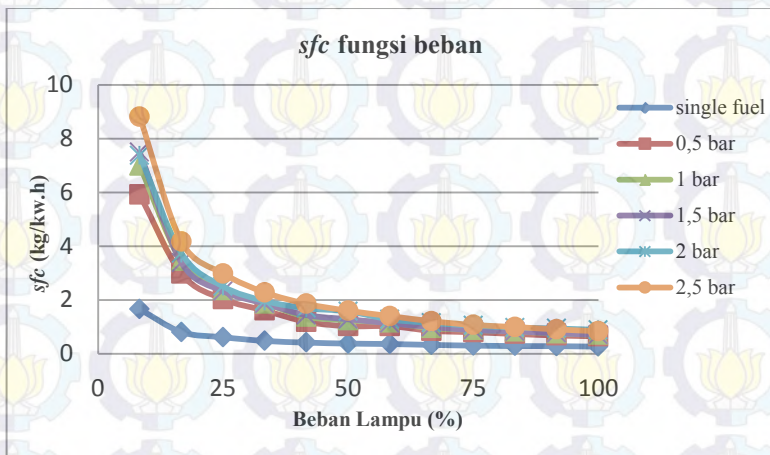 sfc fungsi beban
10
8
6
4
2
0
sfc (kg/kw.h)
0
25
50
75
100
Beban Lampu (%)
single fuel
0,5 bar
1 bar
1,5 bar
2 bar
2,5 bar